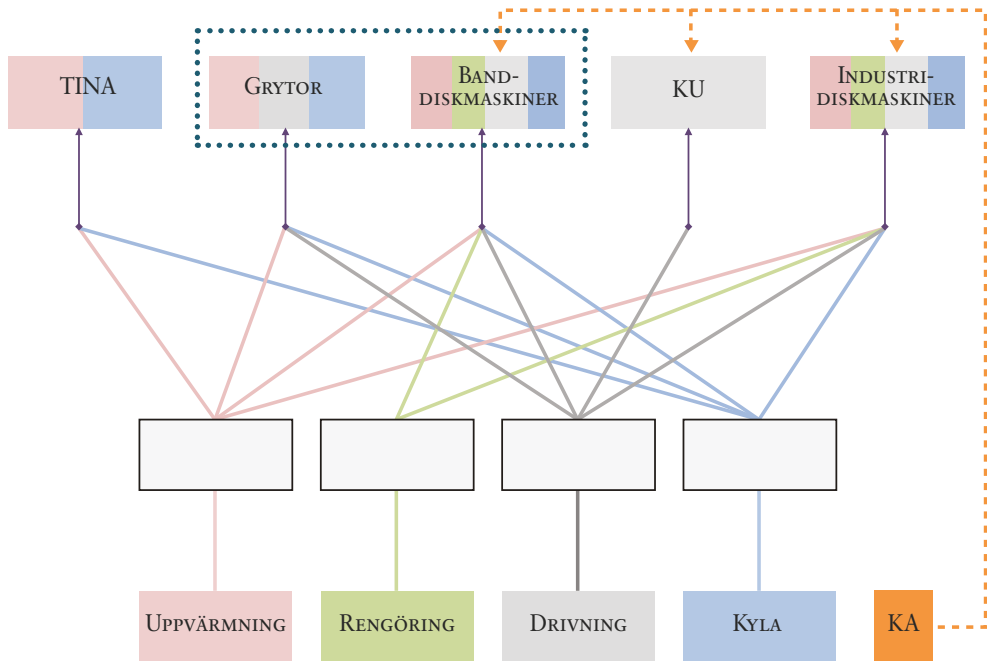 TINA
GRYTOR
BAND-
DISKMASKINER
KU
INDUSTRI-
DISKMASKINER
UPPVÄRMNING
RENGÖRING
DRIVNING
KYLA
KA